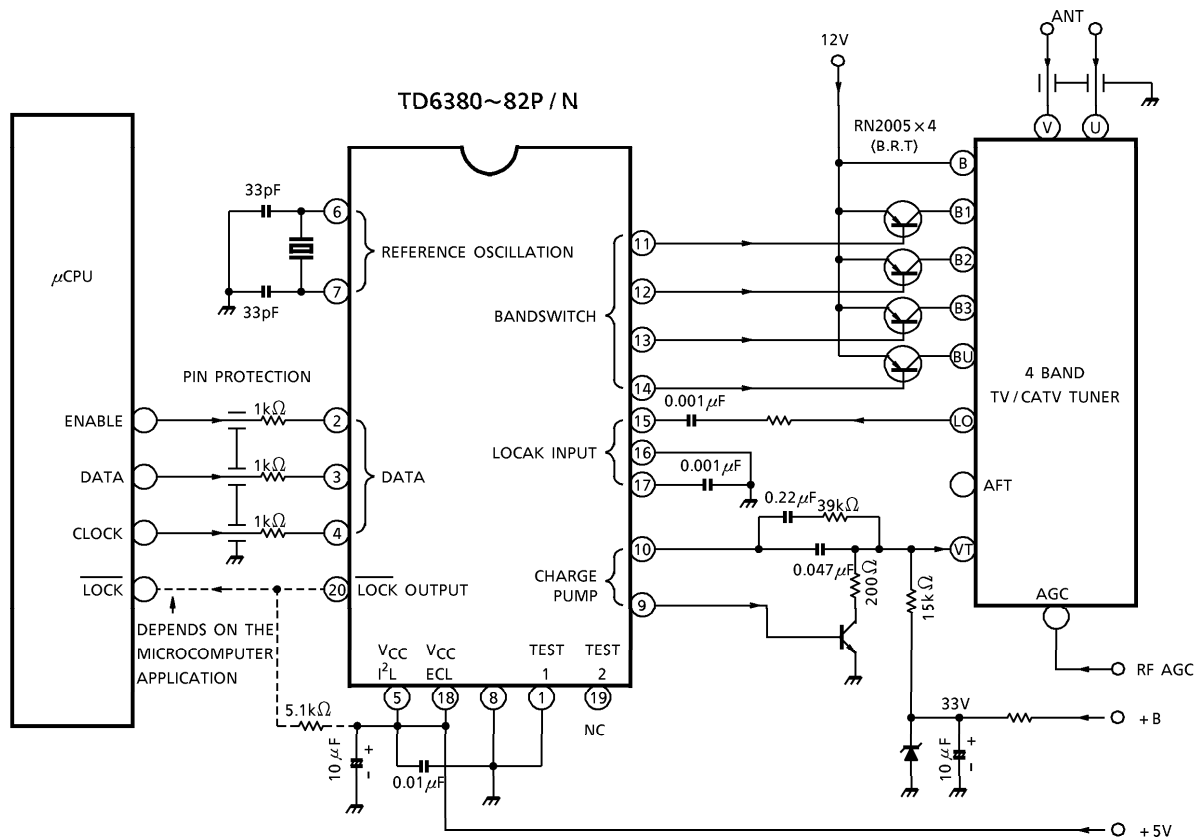 ANT
12V
TD6380~82P / N
RN2005 × 4
(B.R.T)
V
U
B
33pF
6
B1
11
REFERENCE OSCILLATION
μCPU
B2
7
12
33pF
BANDSWITCH
B3
13
PIN PROTECTION
BU
14
4 BAND
TV / CATV TUNER
0.001μF
ENABLE
1kΩ
2
15
LO
LOCAK INPUT
16
0.001μF
DATA
1kΩ
3
DATA
17
AFT
0.22μF
39kΩ
CLOCK
1kΩ
4
10
VT
0.047μF
200Ω
15kΩ
LOCK
20
LOCK OUTPUT
CHARGE
PUMP
9
AGC
DEPENDS ON THE
MICROCOMPUTER
APPLICATION
VCC
I²L
VCC
ECL
TEST
1
TEST
2
RF AGC
5
18
8
1
19
NC
5.1kΩ
33V
+B
10μF
+
-
0.01μF
10μF
+
-
+5V